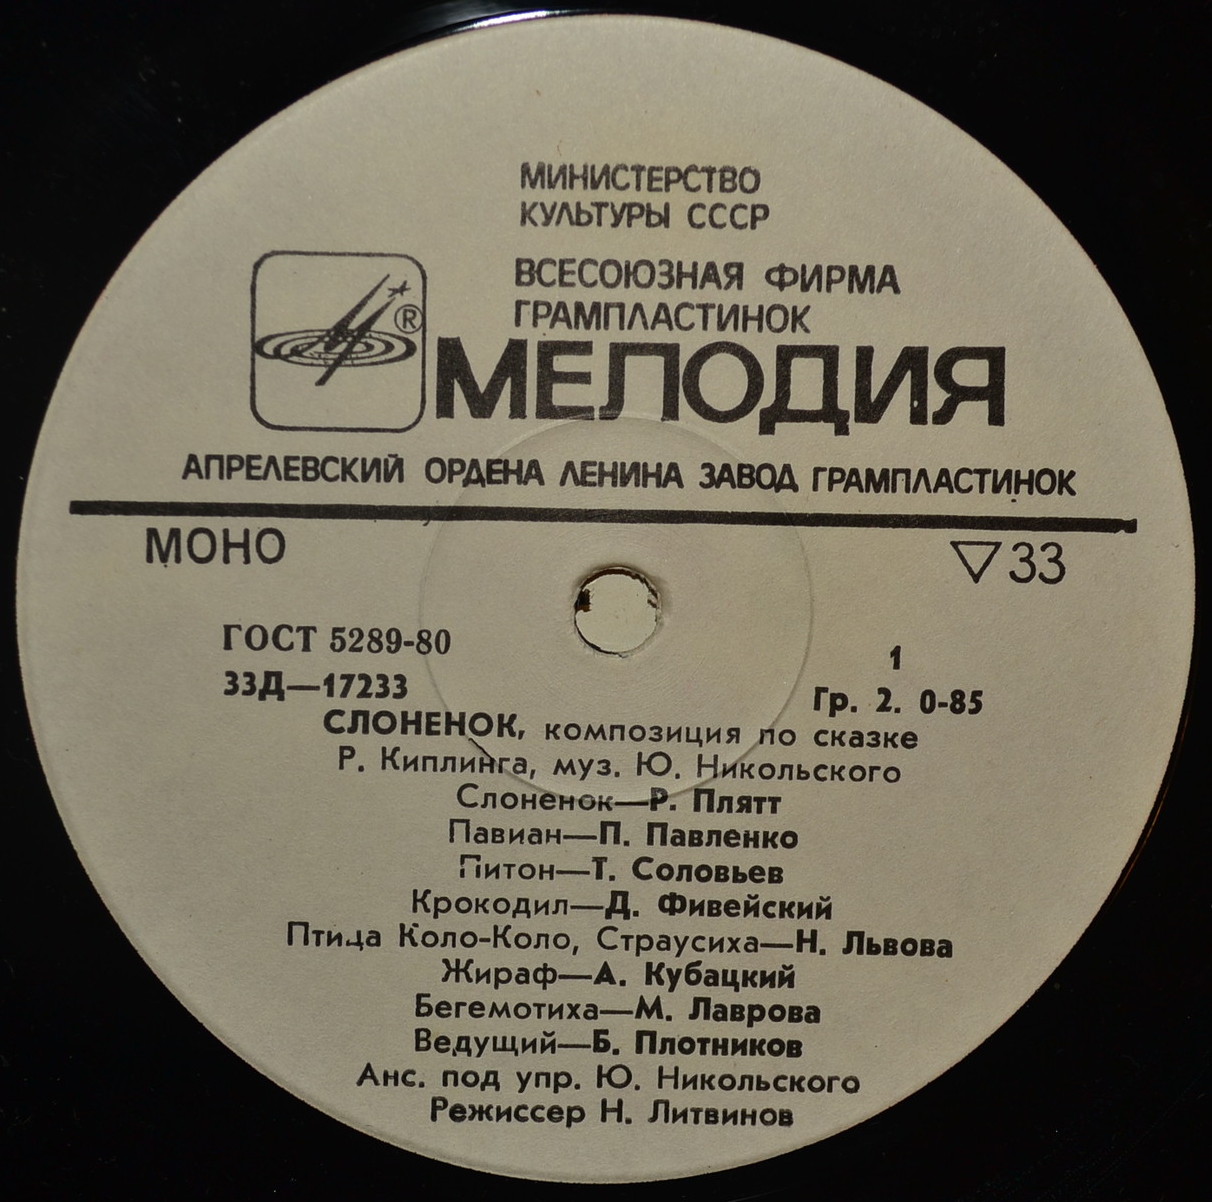 МИНИСТЕРСТВО
КУЛЬТУРЫ СССР
ВСЕСОЮЗНАЯ ФИРМА
ГРАМПЛАСТИНОК
®
МЕЛОДИЯ
АПРЕЛЕВСКИЙ ОРДЕНА ЛЕНИНА ЗАВОД ГРАМПЛАСТИНОК
МОНО
▽33
ГОСТ 5289-80
33Д—17233
1
Гр. 2. 0-85
СЛОНЕНОК, композиция по сказке
Р. Киплинга, муз. Ю. Никольского
Слоненок—Р. Плятт
Павиан—П. Павленко
Питон—Т. Соловьев
Крокодил—Д. Фивейский
Птица Коло-Коло, Страусиха—Н. Львова
Жираф—А. Кубацкий
Бегемотиха—М. Лаврова
Ведущий—Б. Плотников
Анс. под упр. Ю. Никольского
Режиссер Н. Литвинов